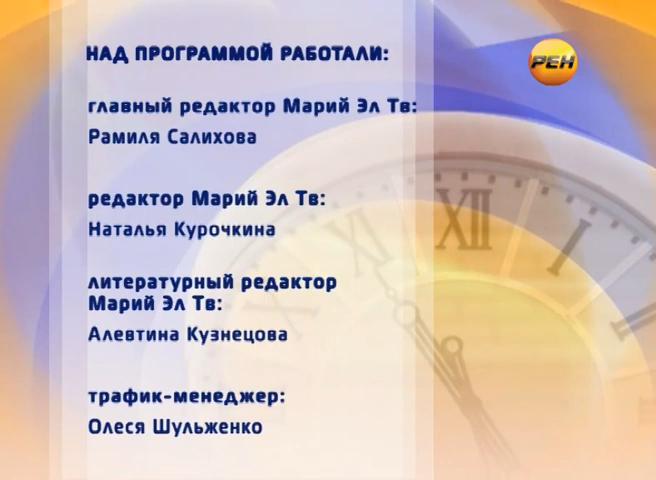 НАД ПРОГРАММОЙ РАБОТАЛИ:
РЕН
главный редактор Марий Эл Тв:
Рамиля Салихова
редактор Марий Эл Тв:
Наталья Курочкина
литературный редактор
Марий Эл Тв:
Алевтина Кузнецова
трафик-менеджер:
Олеся Шульженко
XII
I